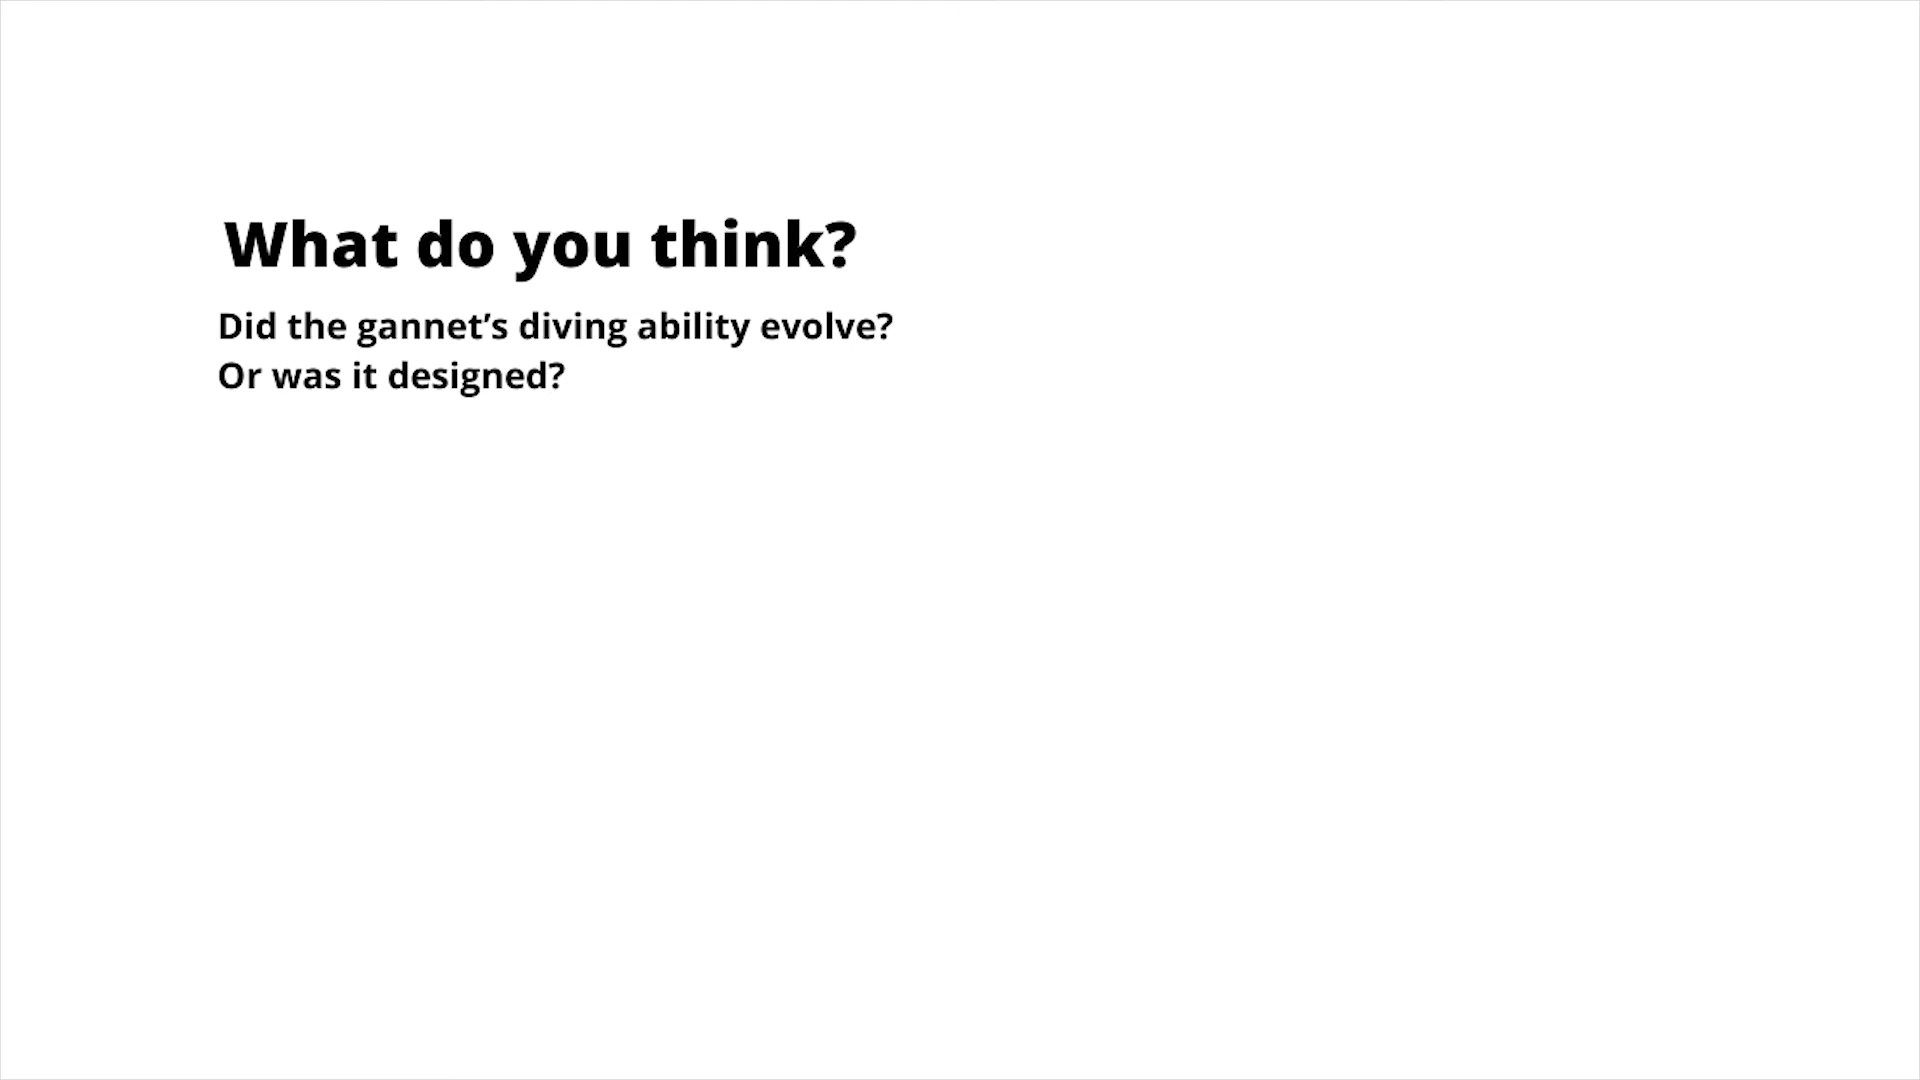 What do you think?
Did the gannet’s diving ability evolve?
Or was it designed?